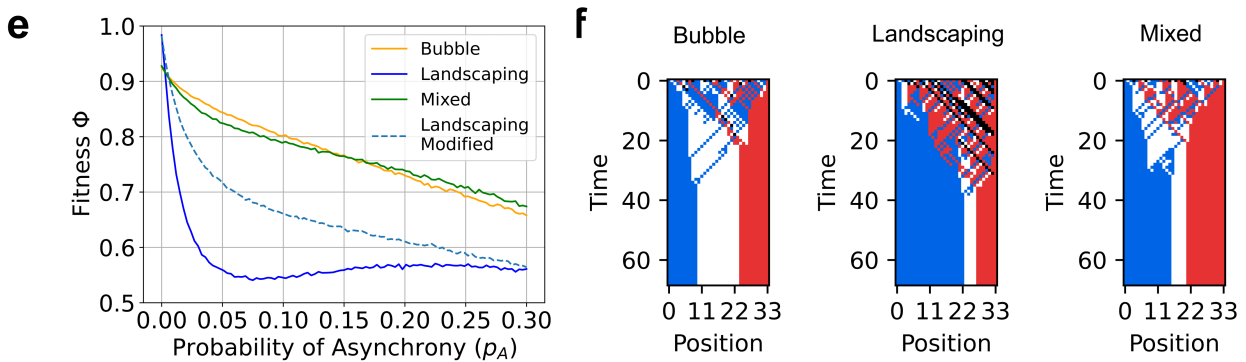 e
1.0
0.9
0.8
0.7
0.6
0.5
Fitness Φ
0.00 0.05 0.10 0.15 0.20 0.25 0.30
Probability of Asynchrony (pA)
Bubble
Landscaping
Mixed
Landscaping
Modified
f
Bubble
0
20
40
60
Time
0 11 22 33
Position
Landscaping
0
20
40
60
Time
0 11 22 33
Position
Mixed
0
20
40
60
Time
0 11 22 33
Position